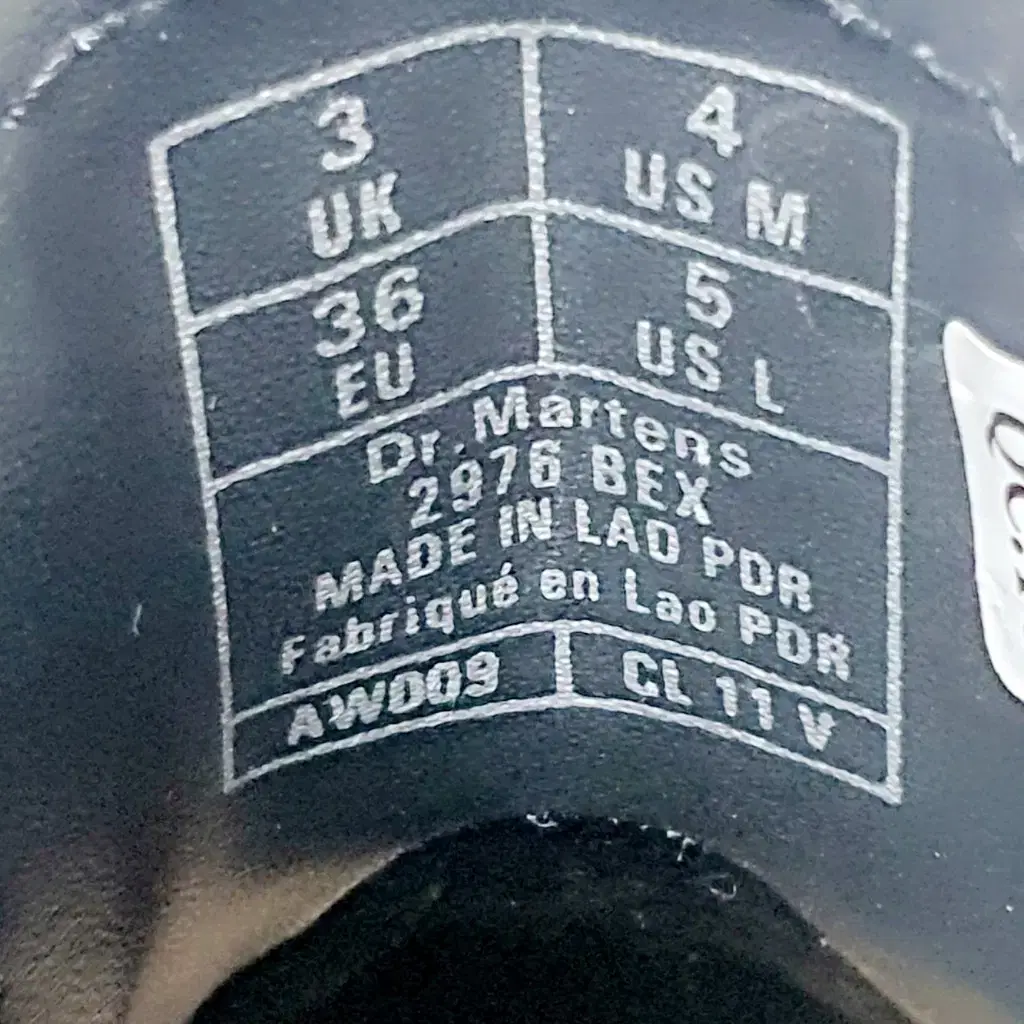 3 UK
4 US M
36 EU
5 US L
Dr. Martens
2976 BEX
MADE IN LAO PDR
Fabriqué en Lao PDR
AW009
CL 11 V